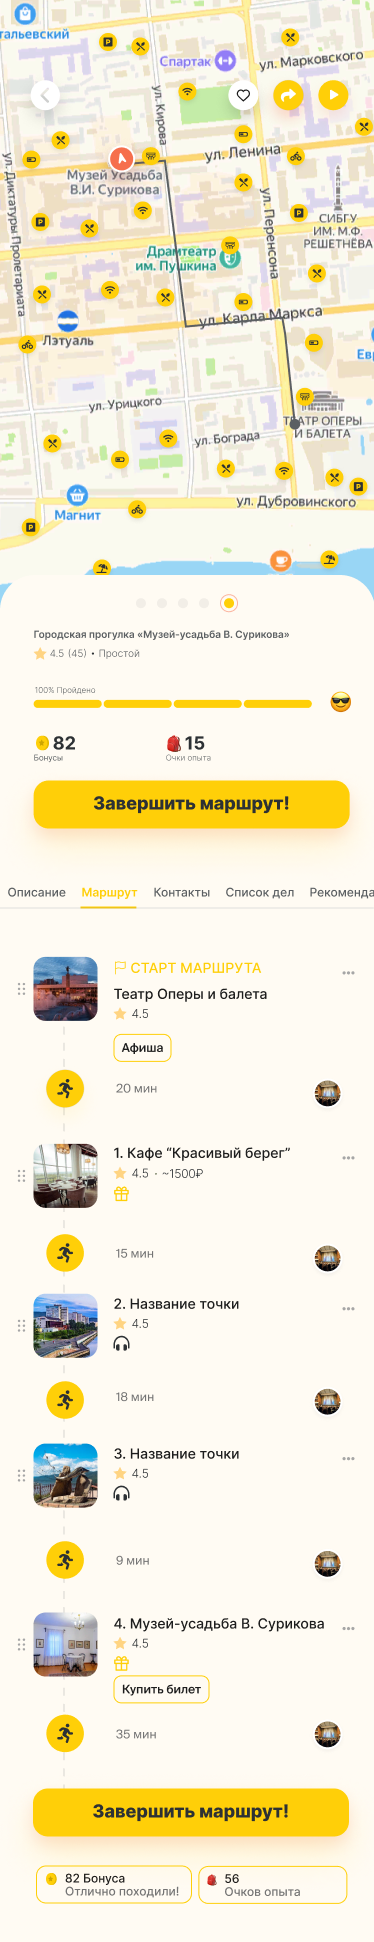 тальевский
Спартак
ул. Марковского
ул. Кирова
ул. Ленина
Музей Усадьба
В.И. Сурикова
ул. Диктатуры Пролетариата
ул. Перенсона
СИБГУ
ИМ. М.Ф.
РЕШЕТНЁВА
Драмтеатр
им. Пушкина
ул. Карла Маркса
Лэтуаль
Евр
ул. Урицкого
ТЕАТР ОПЕРЫ
И БАЛЕТА
ул. Бограда
ул. Дубровинского
Магнит
Городская прогулка «Музей-усадьба В. Сурикова»
4.5 (45) • Простой
100% Пройдено
82
Бонусы
15
Очки опыта
Завершить маршрут!
Описание
Маршрут
Контакты
Список дел
Рекоменда
СТАРТ МАРШРУТА
Театр Оперы и балета
4.5
Афиша
20 мин
1. Кафе “Красивый берег”
4.5 · ~1500₽
15 мин
2. Название точки
4.5
18 мин
3. Название точки
4.5
9 мин
4. Музей-усадьба В. Сурикова
4.5
Купить билет
35 мин
Завершить маршрут!
82 Бонуса
Отлично походили!
56
Очков опыта